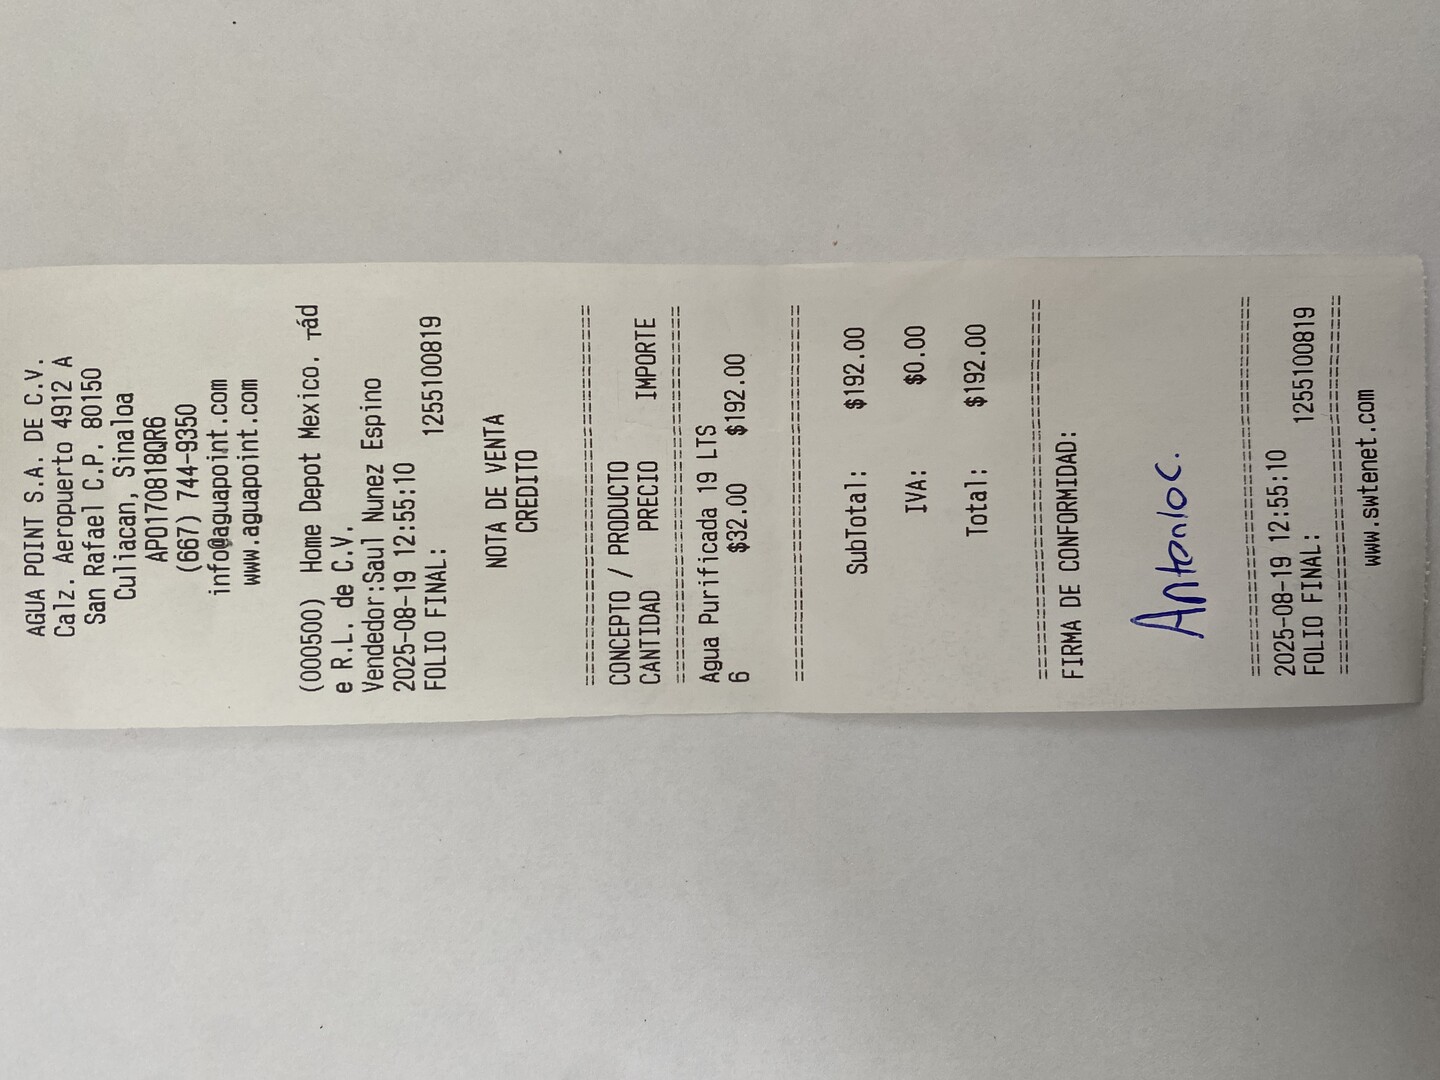 AGUA POINT S.A. DE C.V.
Calz. Aeropuerto 4912 A
San Rafael C.P. 80150
Culiacan, Sinaloa
APO170818QR6
(667) 744-9350
info@aguapoint.com
www.aguapoint.com
(000500) Home Depot Mexico. тád
e R.L. de C.V.
Vendedor:Saul Nunez Espino
2025-08-19 12:55:10
FOLIO FINAL: 1255100819
NOTA DE VENTA
CREDITO
CONCEPTO / PRODUCTO
CANTIDAD PRECIO IMPORTE
Agua Purificada 19 LTS
6 $32.00 $192.00
SubTotal: $192.00
IVA: $0.00
Total: $192.00
FIRMA DE CONFORMIDAD:
Antonio C.
2025-08-19 12:55:10
FOLIO FINAL: 1255100819
www.swtenet.com